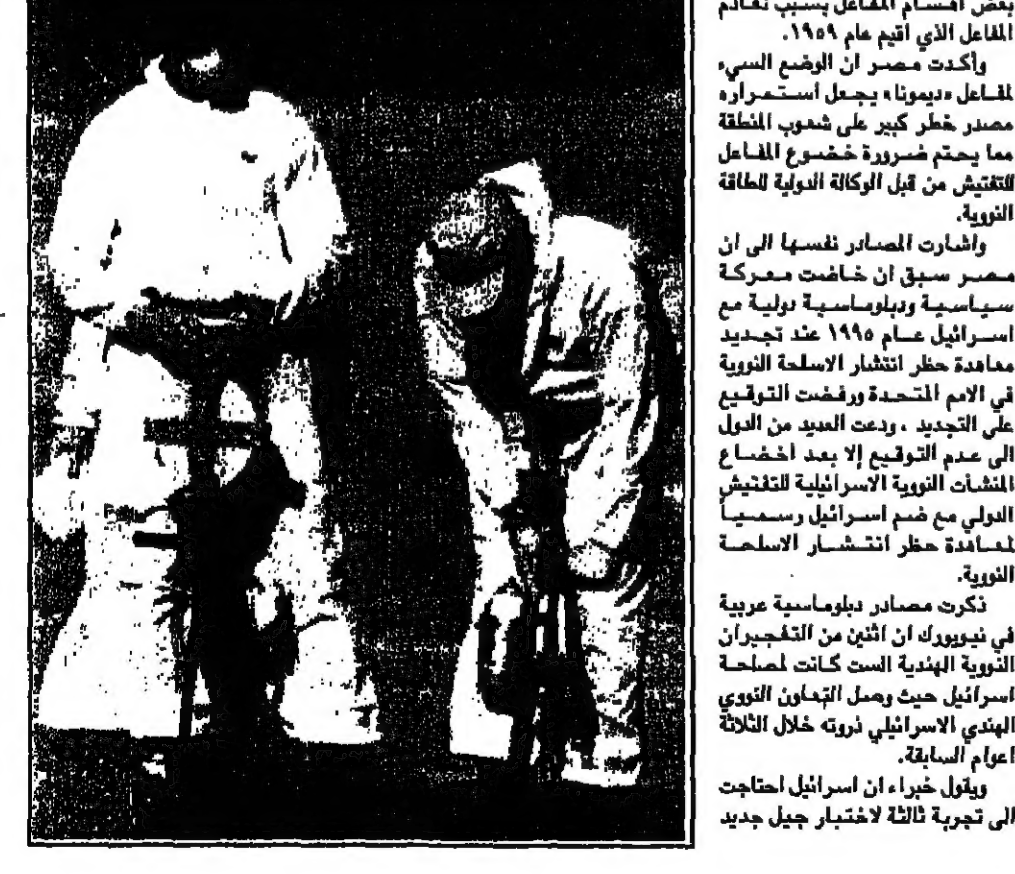 بعض أقسام المفاعل بسبب تقادم
المفاعل الذي اقيم عام ١٩٥٩.
وأكدت مصر ان الوضع السيء
لمفاعل «ديمونا» يجعل استمراره
مصدر خطر كبير على شعوب المنطقة
مما يحتم ضرورة خضوع المفاعل
للتفتيش من قبل الوكالة الدولية للطاقة
النووية.
واشارت المصادر نفسها الى ان
مصر سبق ان خاضت معركة
سياسية ودبلوماسية دولية مع
اسرائيل عام ١٩٩٥ عند تجديد
معاهدة حظر انتشار الاسلحة النووية
في الامم المتحدة ورفضت التوقيع
على التجديد ، ودعت العديد من الدول
الى عدم التوقيع إلا بعد أخضاع
المنشأت النووية الاسرائيلية للتفتيش
الدولي مع ضم اسرائيل رسمياً
لمعاهدة حظر انتشار الاسلحة
النووية.
ذكرت مصادر دبلوماسية عربية
في نيويورك ان اثنين من التفجيران
النووية الهندية الست كانت لمصلحة
اسرائيل حيث وصل التعاون النووي
الهندي الاسرائيلي ذروته خلال الثلاثة
اعوام السابقة.
ويقول خبراء ان اسرائيل احتاجت
الى تجربة ثالثة لاختبار جيل جديد